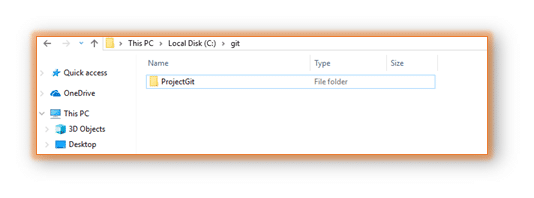 This PC > Local Disk (C:) > git
Name Type Size
Quick access
ProjectGit File folder
OneDrive
This PC
3D Objects
Desktop